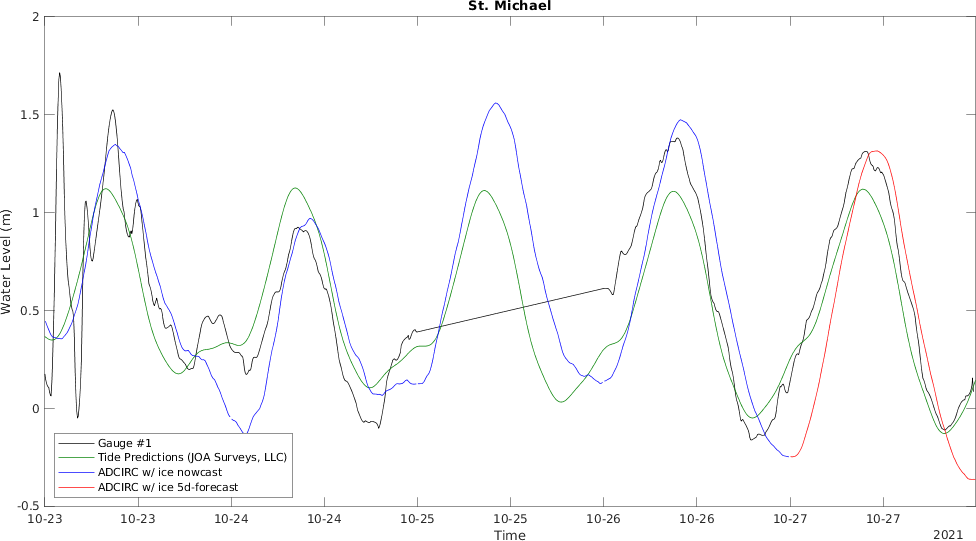 St. Michael
2
1.5
1
0.5
0
-0.5
Water Level (m)
Gauge #1
Tide Predictions (JOA Surveys, LLC)
ADCIRC w/ ice nowcast
ADCIRC w/ ice 5d-forecast
10-23 10-23 10-24 10-24 10-25 10-25 10-26 10-26 10-27 10-27
Time
2021